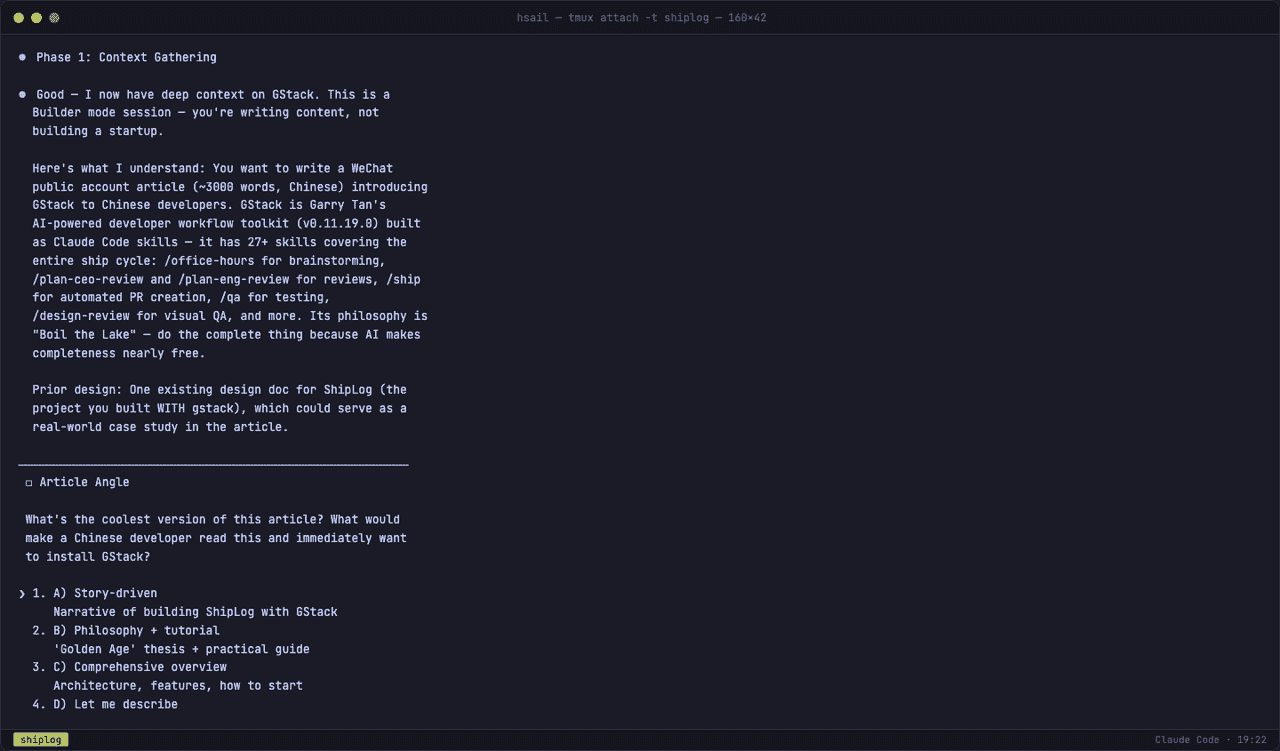 hsail — tmux attach -t shiplog — 160×42
● Phase 1: Context Gathering
● Good — I now have deep context on GStack. This is a
Builder mode session — you're writing content, not
building a startup.
Here's what I understand: You want to write a WeChat
public account article (~3000 words, Chinese) introducing
GStack to Chinese developers. GStack is Garry Tan's
AI-powered developer workflow toolkit (v0.11.19.0) built
as Claude Code skills — it has 27+ skills covering the
entire ship cycle: /office-hours for brainstorming,
/plan-ceo-review and /plan-eng-review for reviews, /ship
for automated PR creation, /qa for testing,
/design-review for visual QA, and more. Its philosophy is
"Boil the Lake" — do the complete thing because AI makes
completeness nearly free.
Prior design: One existing design doc for ShipLog (the
project you built WITH gstack), which could serve as a
real-world case study in the article.
□ Article Angle
What's the coolest version of this article? What would
make a Chinese developer read this and immediately want
to install GStack?
❯ 1. A) Story-driven
Narrative of building ShipLog with GStack
2. B) Philosophy + tutorial
'Golden Age' thesis + practical guide
3. C) Comprehensive overview
Architecture, features, how to start
4. D) Let me describe
shiplog
Claude Code · 19:22